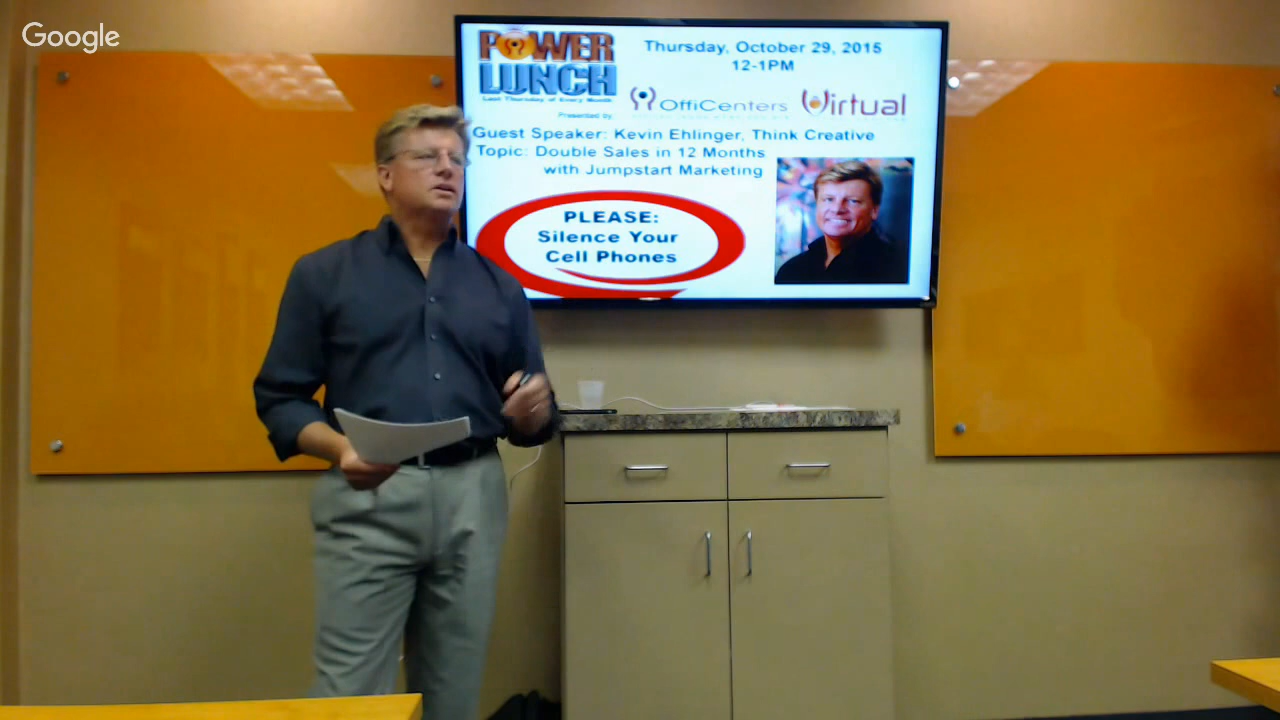 Google
POWER
LUNCH
Last Thursday of Every Month
Presented by
Thursday, October 29, 2015
12-1PM
OffiCenters
Virtual
Guest Speaker: Kevin Ehlinger, Think Creative
Topic: Double Sales in 12 Months
with Jumpstart Marketing
PLEASE:
Silence Your
Cell Phones